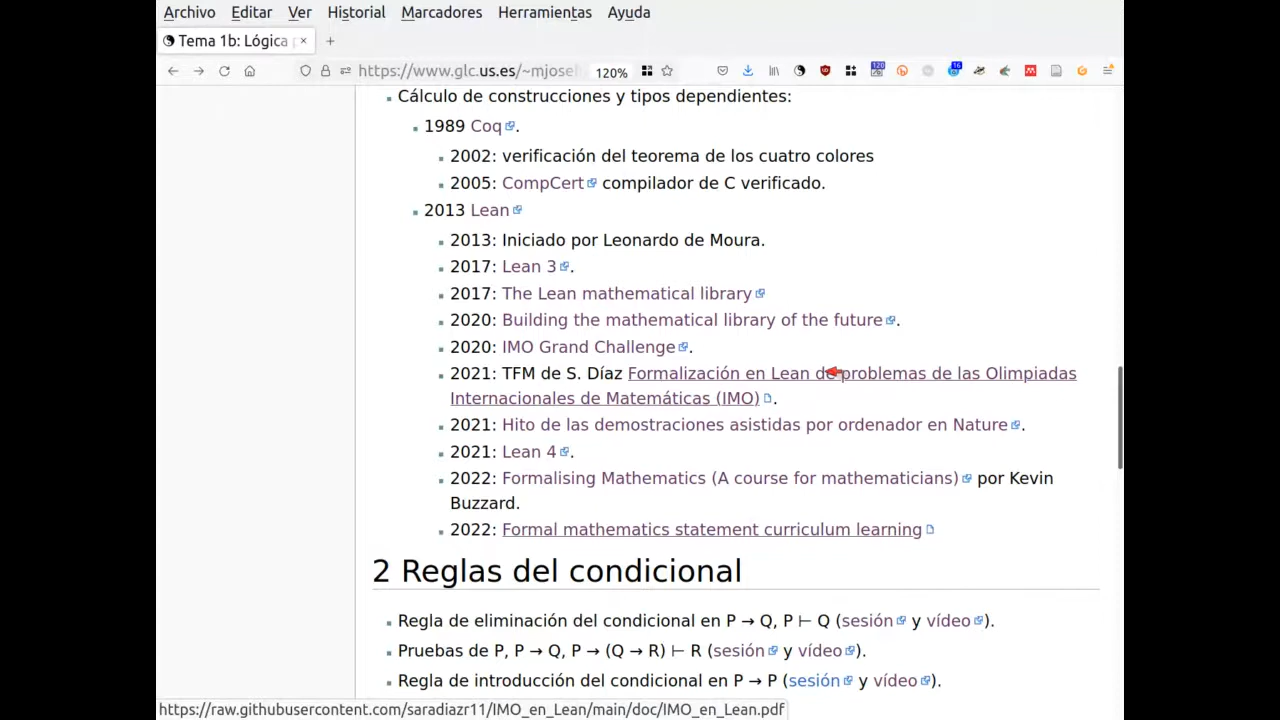 Archivo Editar Ver Historial Marcadores Herramientas Ayuda
Tema 1b: Lógica
https://www.glc.us.es/~mjoseh 120%
120
16
Cálculo de construcciones y tipos dependientes:
1989 Coq.
2002: verificación del teorema de los cuatro colores
2005: CompCert compilador de C verificado.
2013 Lean
2013: Iniciado por Leonardo de Moura.
2017: Lean 3.
2017: The Lean mathematical library
2020: Building the mathematical library of the future.
2020: IMO Grand Challenge.
2021: TFM de S. Díaz Formalización en Lean de problemas de las Olimpiadas
Internacionales de Matemáticas (IMO).
2021: Hito de las demostraciones asistidas por ordenador en Nature.
2021: Lean 4.
2022: Formalising Mathematics (A course for mathematicians) por Kevin
Buzzard.
2022: Formal mathematics statement curriculum learning
2 Reglas del condicional
Regla de eliminación del condicional en P → Q, P ⊢ Q (sesión y vídeo).
Pruebas de P, P → Q, P → (Q → R) ⊢ R (sesión y vídeo).
Regla de introducción del condicional en P → P (sesión y vídeo).
https://raw.githubusercontent.com/saradiazr11/IMO_en_Lean/main/doc/IMO_en_Lean.pdf